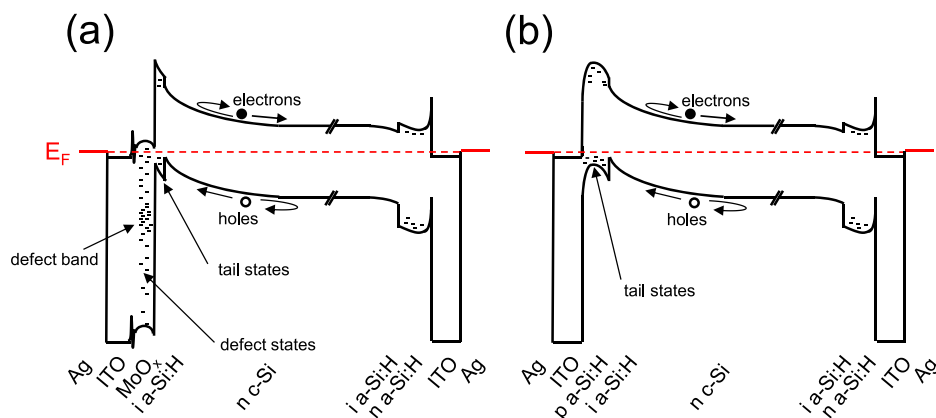 (a)
(b)
electrons
electrons
E_F
E_F
holes
holes
defect band
tail states
tail states
defect states
Ag
ITO
MoOₓ
i a-Si:H
n c-Si
i a-Si:H
n a-Si:H
ITO
Ag
Ag
ITO
p a-Si:H
i a-Si:H
n c-Si
i a-Si:H
n a-Si:H
ITO
Ag